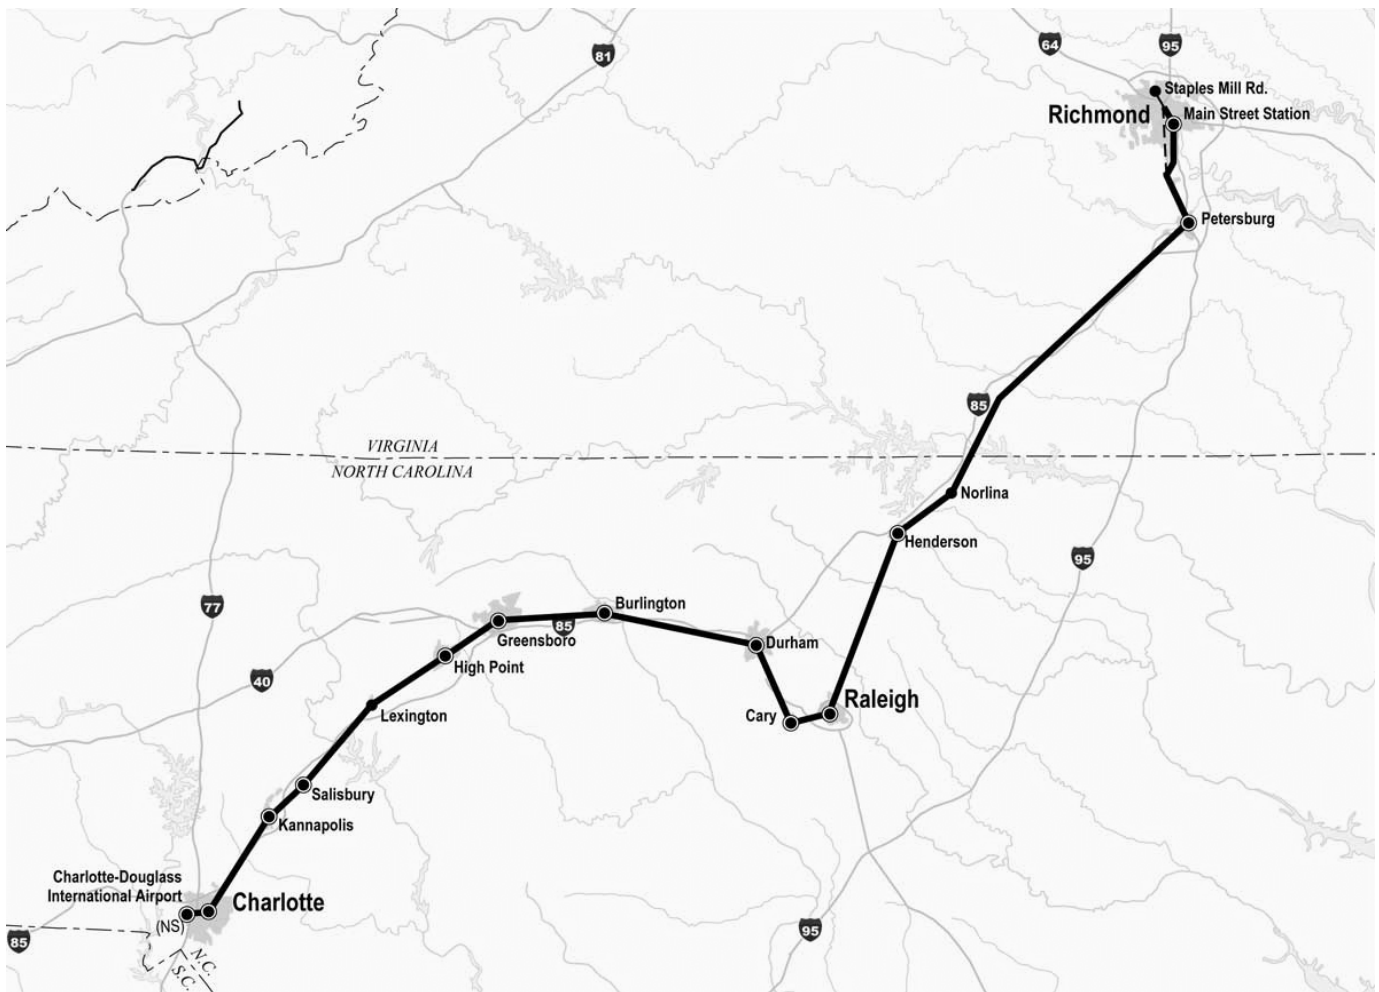 81
64
95
Staples Mill Rd.
Richmond
Main Street Station
Petersburg
85
VIRGINIA
NORTH CAROLINA
Norlina
Henderson
95
77
Burlington
85
Greensboro
Durham
High Point
40
Raleigh
Cary
Lexington
Salisbury
Kannapolis
Charlotte-Douglass
International Airport
Charlotte
(NS)
85
95
N.C.
S.C.